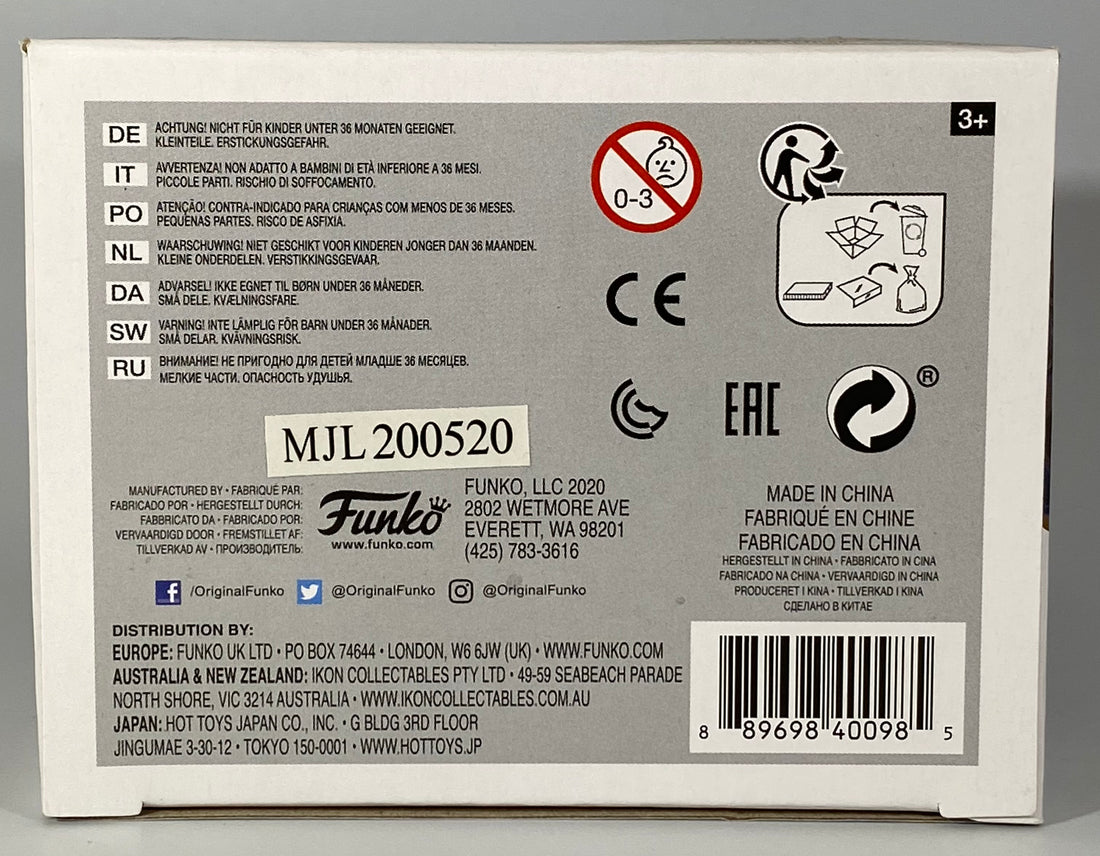 3+
DE ACHTUNG! NICHT FÜR KINDER UNTER 36 MONATEN GEEIGNET.
KLEINTEILE. ERSTICKUNGSGEFAHR.
IT AVVERTENZA! NON ADATTO A BAMBINI DI ETÀ INFERIORE A 36 MESI.
PICCOLE PARTI. RISCHIO DI SOFFOCAMENTO.
PO ATENÇÃO! CONTRA-INDICADO PARA CRIANÇAS COM MENOS DE 36 MESES.
PEQUENAS PARTES. RISCO DE ASFIXIA.
NL WAARSCHUWING! NIET GESCHIKT VOOR KINDEREN JONGER DAN 36 MAANDEN.
KLEINE ONDERDELEN. VERSTIKKINGSGEVAAR.
DA ADVARSEL! IKKE EGNET TIL BØRN UNDER 36 MÅNEDER.
SMÅ DELE. KVÆLNINGSFARE.
SW VARNING! INTE LÄMPLIG FÖR BARN UNDER 36 MÅNADER.
SMÅ DELAR. KVÄVNINGSRISK.
RU ВНИМАНИЕ! НЕ ПРИГОДНО ДЛЯ ДЕТЕЙ МЛАДШЕ 36 МЕСЯЦЕВ.
МЕЛКИЕ ЧАСТИ. ОПАСНОСТЬ УДУШЬЯ.
0-3
CE
EAC
®
MJL 200520
MANUFACTURED BY • FABRIQUÉ PAR:
FABRICADO POR • HERGESTELLT DURCH:
FABBRICATO DA • FABRICADO POR:
VERVAARDIGD DOOR • FREMSTILLET AF:
TILLVERKAD AV • ПРОИЗВОДИТЕЛЬ:
Funko
www.funko.com
FUNKO, LLC 2020
2802 WETMORE AVE
EVERETT, WA 98201
(425) 783-3616
MADE IN CHINA
FABRIQUÉ EN CHINE
FABRICADO EN CHINA
HERGESTELLT IN CHINA • FABBRICATO IN CINA
FABRICADO NA CHINA • VERVAARDIGD IN CHINA
PRODUCERET I KINA • TILLVERKAD I KINA
СДЕЛАНО В КИТАЕ
f /OriginalFunko @OriginalFunko @OriginalFunko
DISTRIBUTION BY:
EUROPE: FUNKO UK LTD • PO BOX 74644 • LONDON, W6 6JW (UK) • WWW.FUNKO.COM
AUSTRALIA & NEW ZEALAND: IKON COLLECTABLES PTY LTD • 49-59 SEABEACH PARADE
NORTH SHORE, VIC 3214 AUSTRALIA • WWW.IKONCOLLECTABLES.COM.AU
JAPAN: HOT TOYS JAPAN CO., INC. • G BLDG 3RD FLOOR
JINGUMAE 3-30-12 • TOKYO 150-0001 • WWW.HOTTOYS.JP
8 89698 40098 5